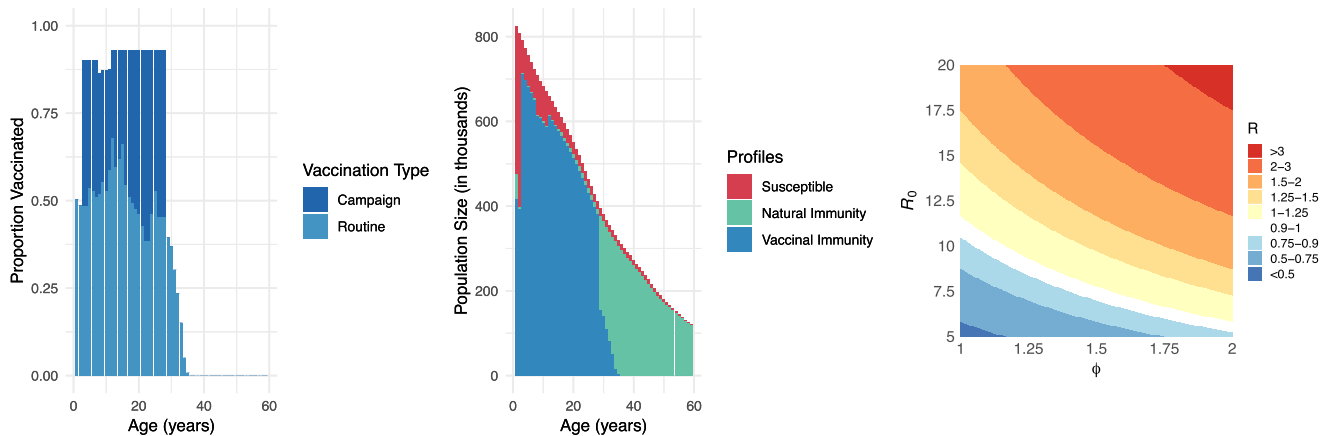 1.00
0.75
0.50
0.25
0.00
Proportion Vaccinated
0
20
40
60
Age (years)
Vaccination Type
Campaign
Routine
800
600
400
200
0
Population Size (in thousands)
0
20
40
60
Age (years)
Profiles
Susceptible
Natural Immunity
Vaccinal Immunity
20
17.5
15
12.5
10
7.5
5
R₀
1
1.25
1.5
1.75
2
ϕ
R
>3
2−3
1.5−2
1.25−1.5
1−1.25
0.9−1
0.75−0.9
0.5−0.75
<0.5